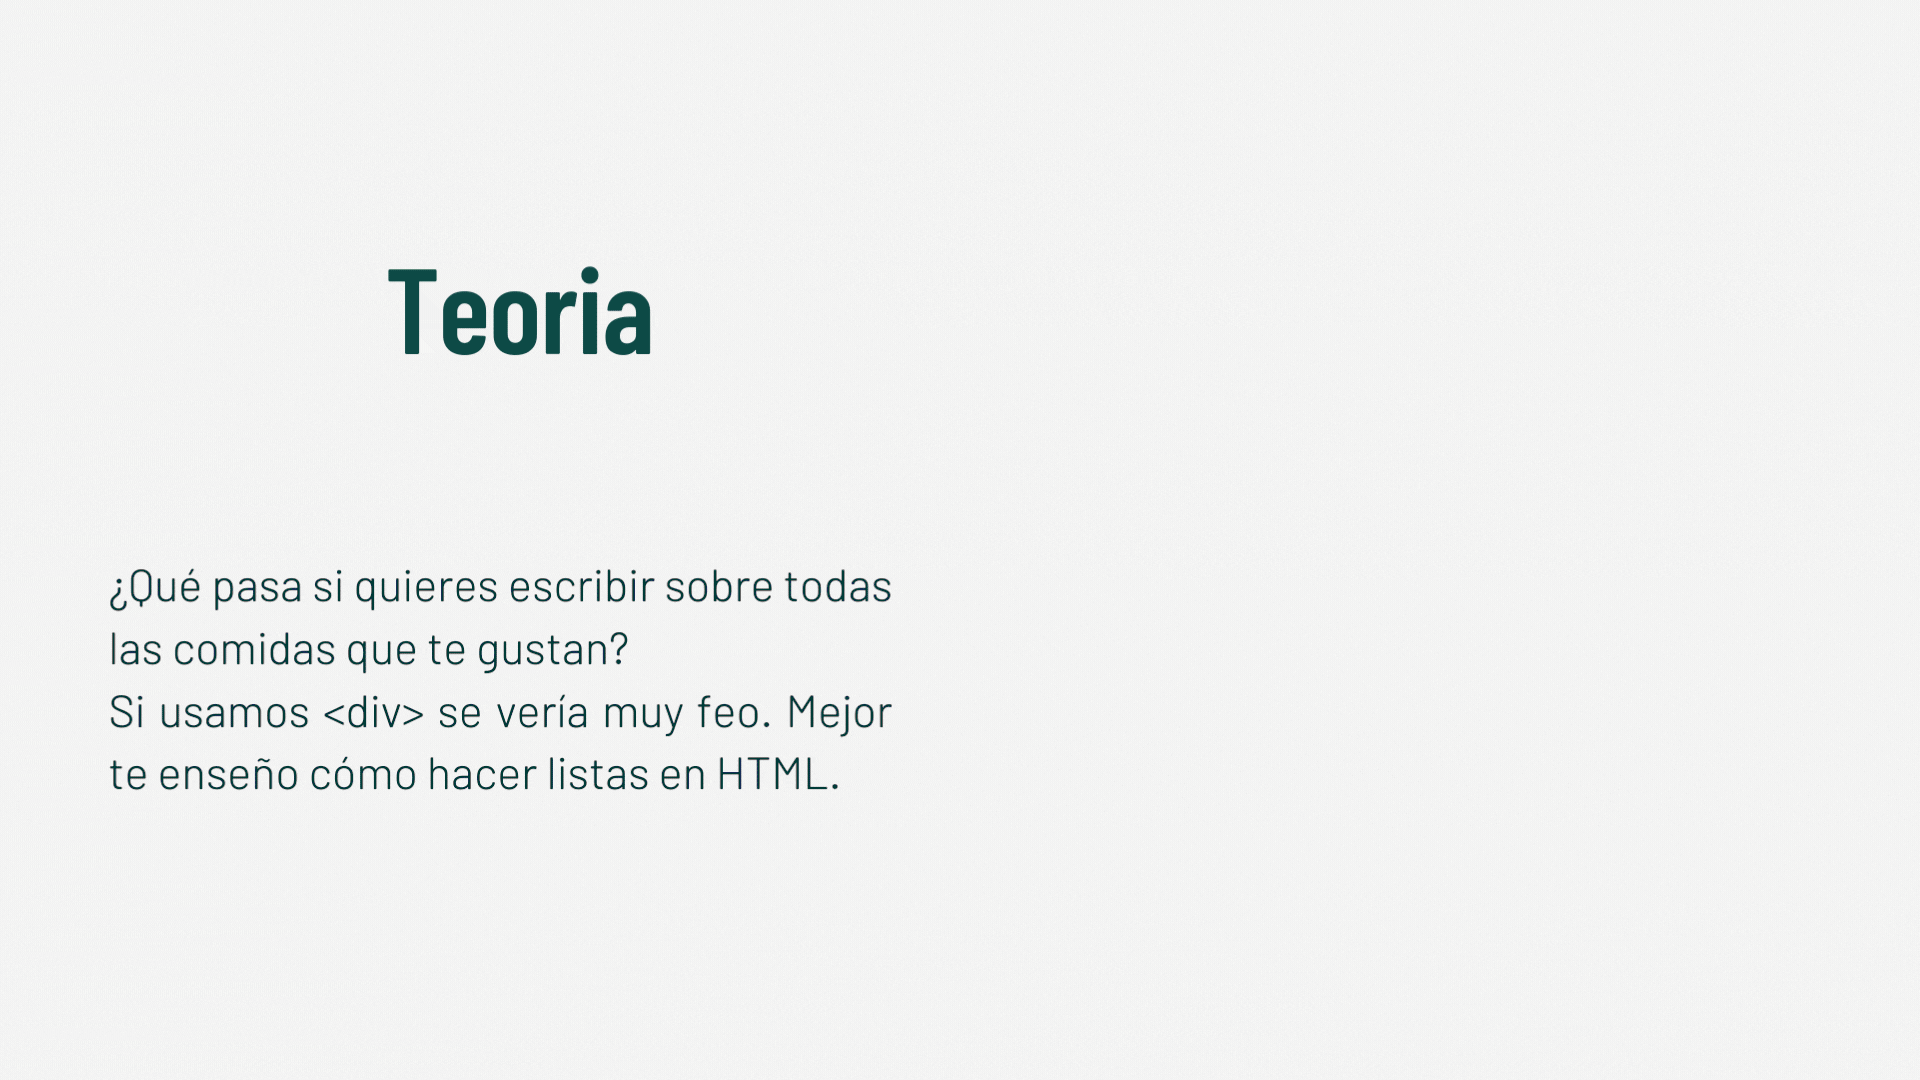 Teoria
¿Qué pasa si quieres escribir sobre todas
las comidas que te gustan?
Si usamos <div> se vería muy feo. Mejor
te enseño cómo hacer listas en HTML.